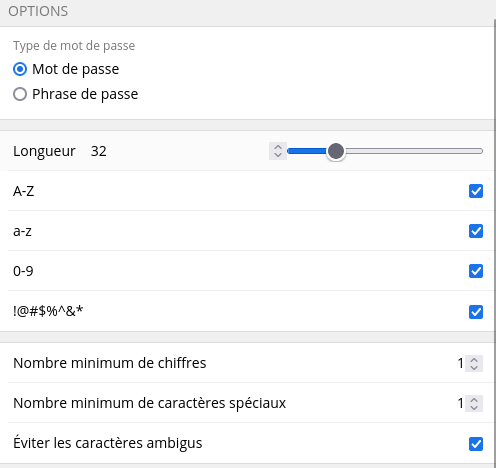 OPTIONS
Type de mot de passe
Mot de passe
Phrase de passe
Longueur 32
A-Z
a-z
0-9
!@#$%^&*
Nombre minimum de chiffres 1
Nombre minimum de caractères spéciaux 1
Éviter les caractères ambigus